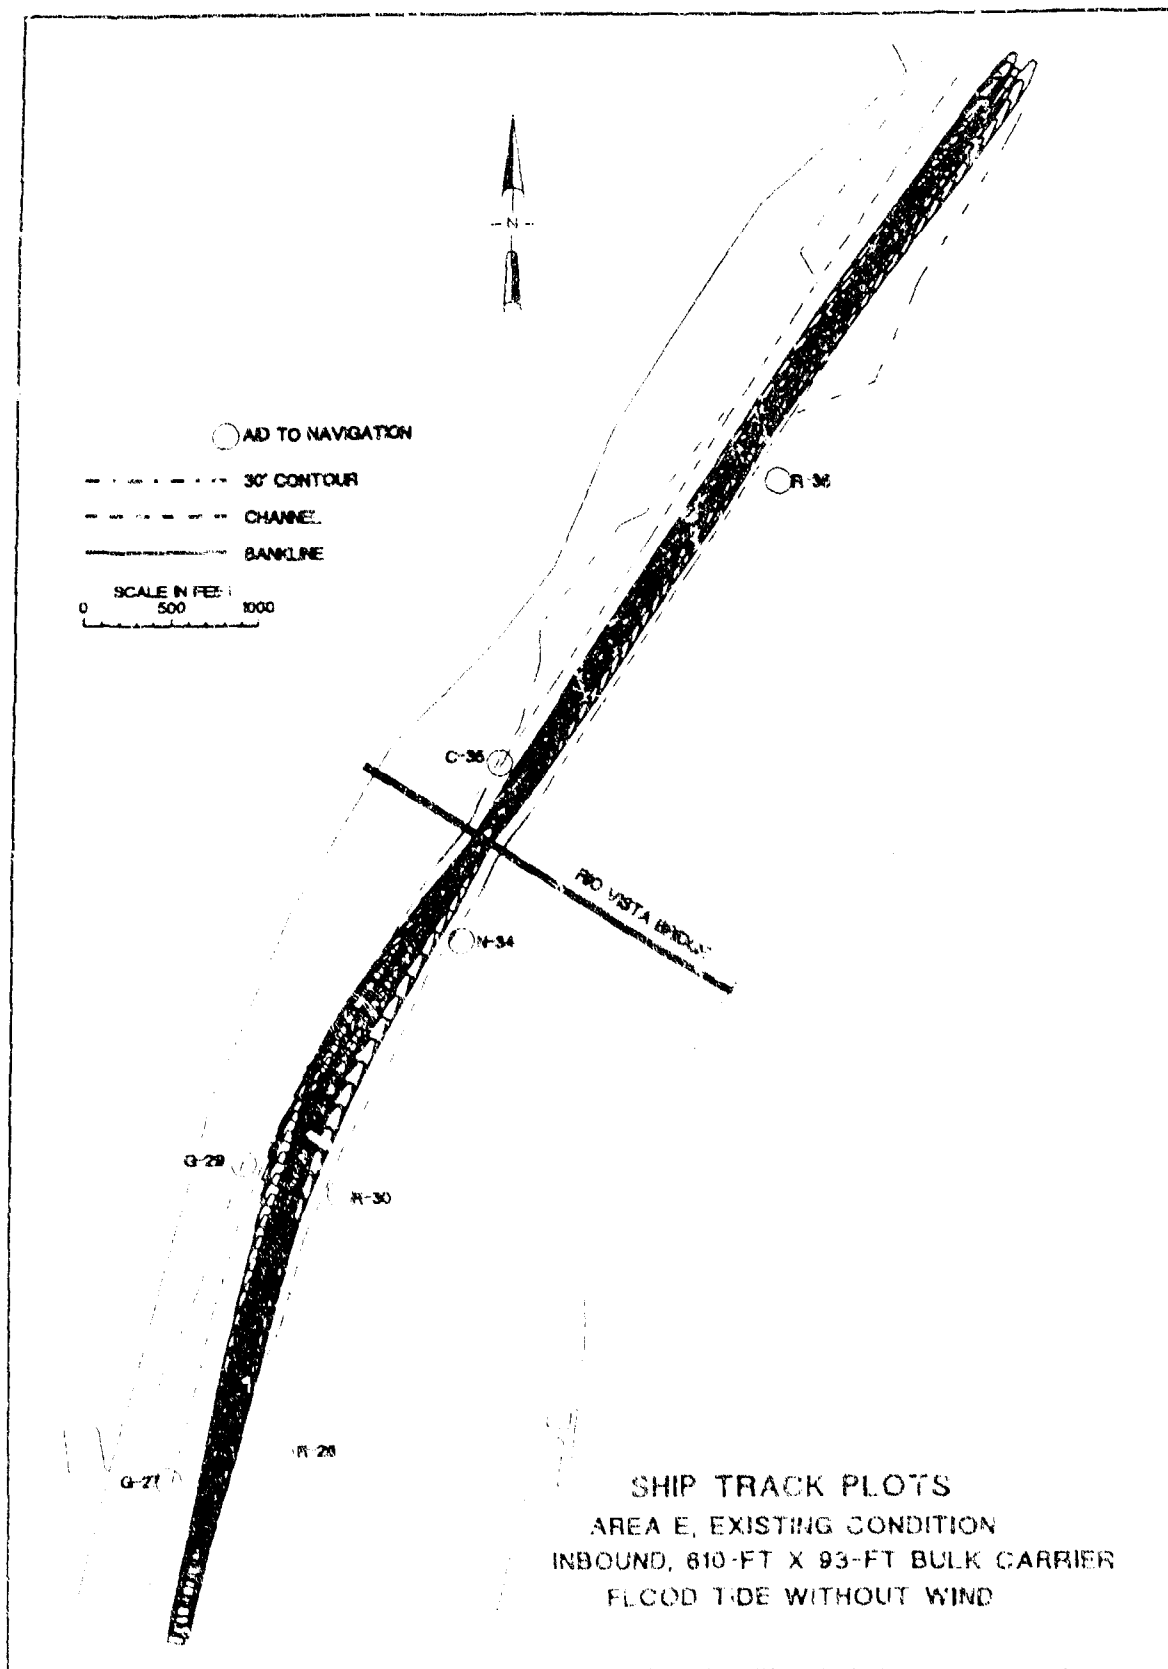 N
AID TO NAVIGATION
30' CONTOUR
CHANNEL
BANKLINE
SCALE IN FEET
0 500 1000
R-36
C-35
RIO VISTA BRIDGE
N-34
G-29
R-30
R-28
G-27
SHIP TRACK PLOTS
AREA E, EXISTING CONDITION
INBOUND, 610-FT X 93-FT BULK CARRIER
FLOOD TIDE WITHOUT WIND